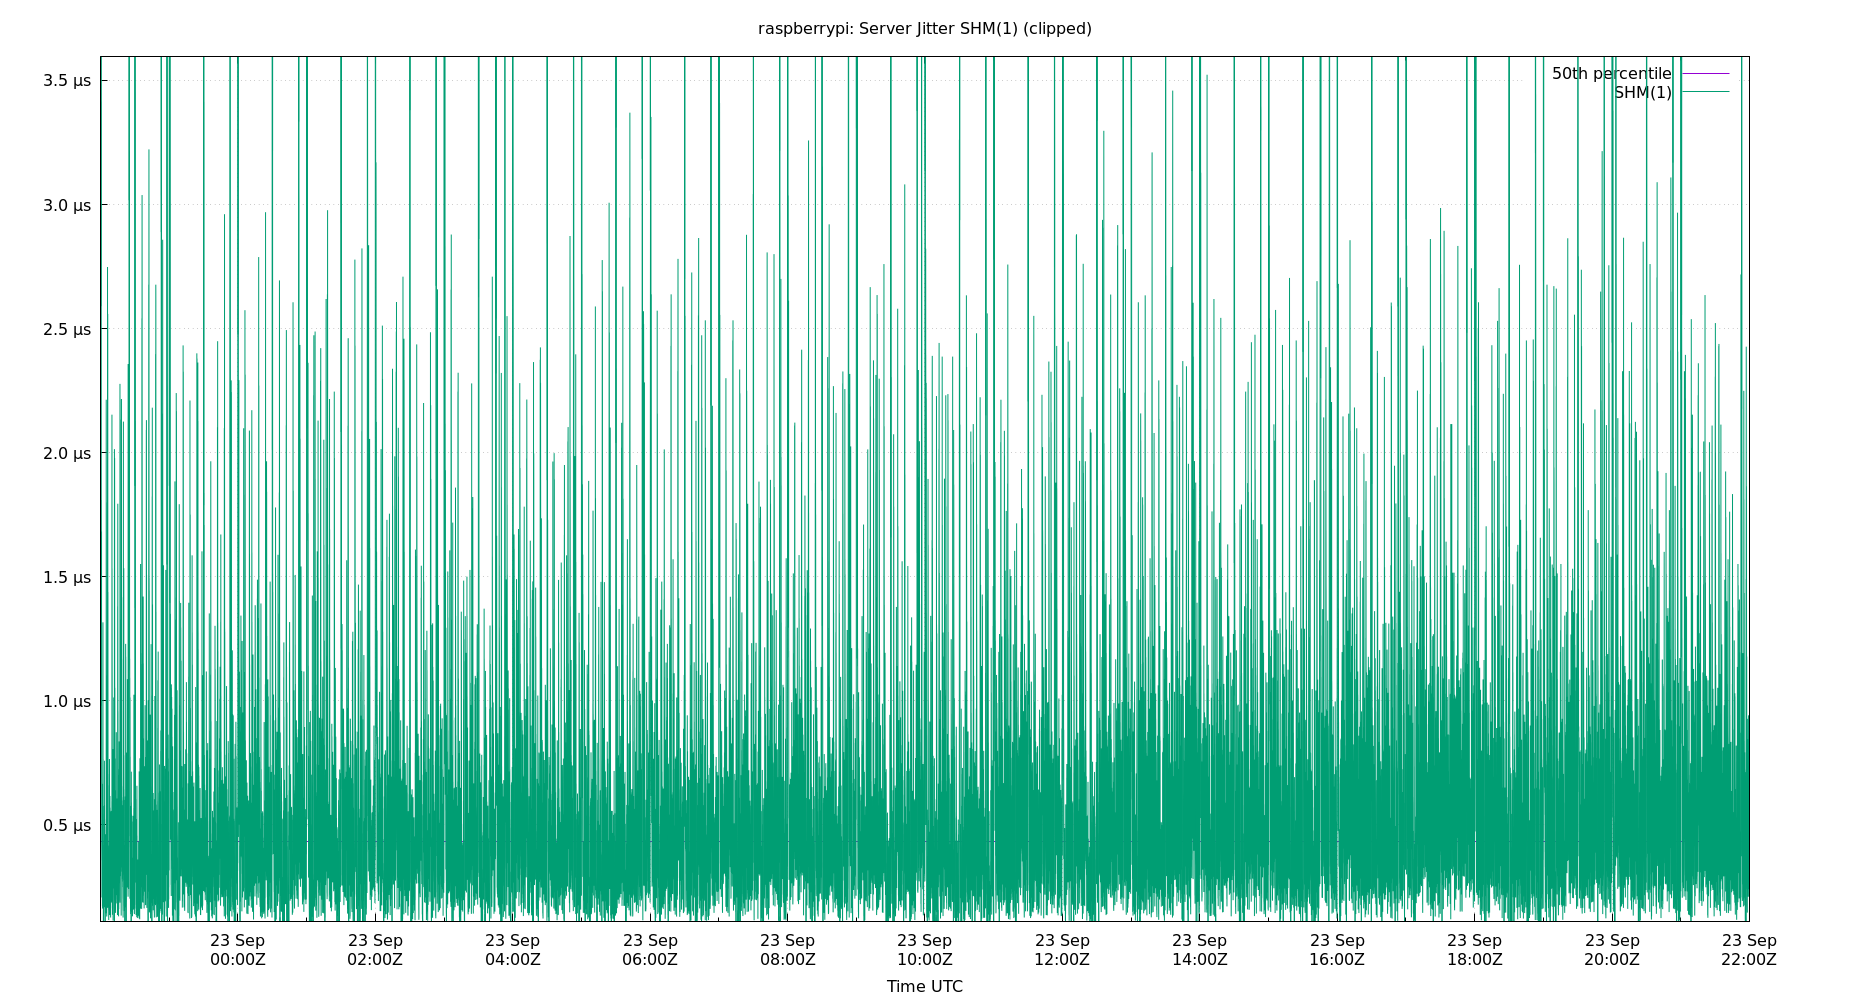 raspberrypi: Server Jitter SHM(1) (clipped)
50th percentile
SHM(1)
3.5 µs
3.0 µs
2.5 µs
2.0 µs
1.5 µs
1.0 µs
0.5 µs
23 Sep 23 Sep 23 Sep 23 Sep 23 Sep 23 Sep 23 Sep 23 Sep 23 Sep 23 Sep 23 Sep 23 Sep
00:00Z 02:00Z 04:00Z 06:00Z 08:00Z 10:00Z 12:00Z 14:00Z 16:00Z 18:00Z 20:00Z 22:00Z
Time UTC